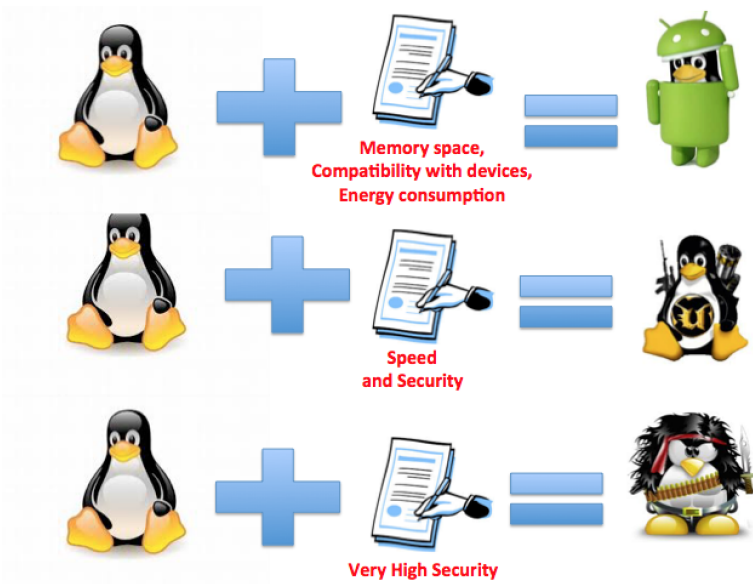 Memory space,
Compatibility with devices,
Energy consumption
Speed
and Security
Very High Security